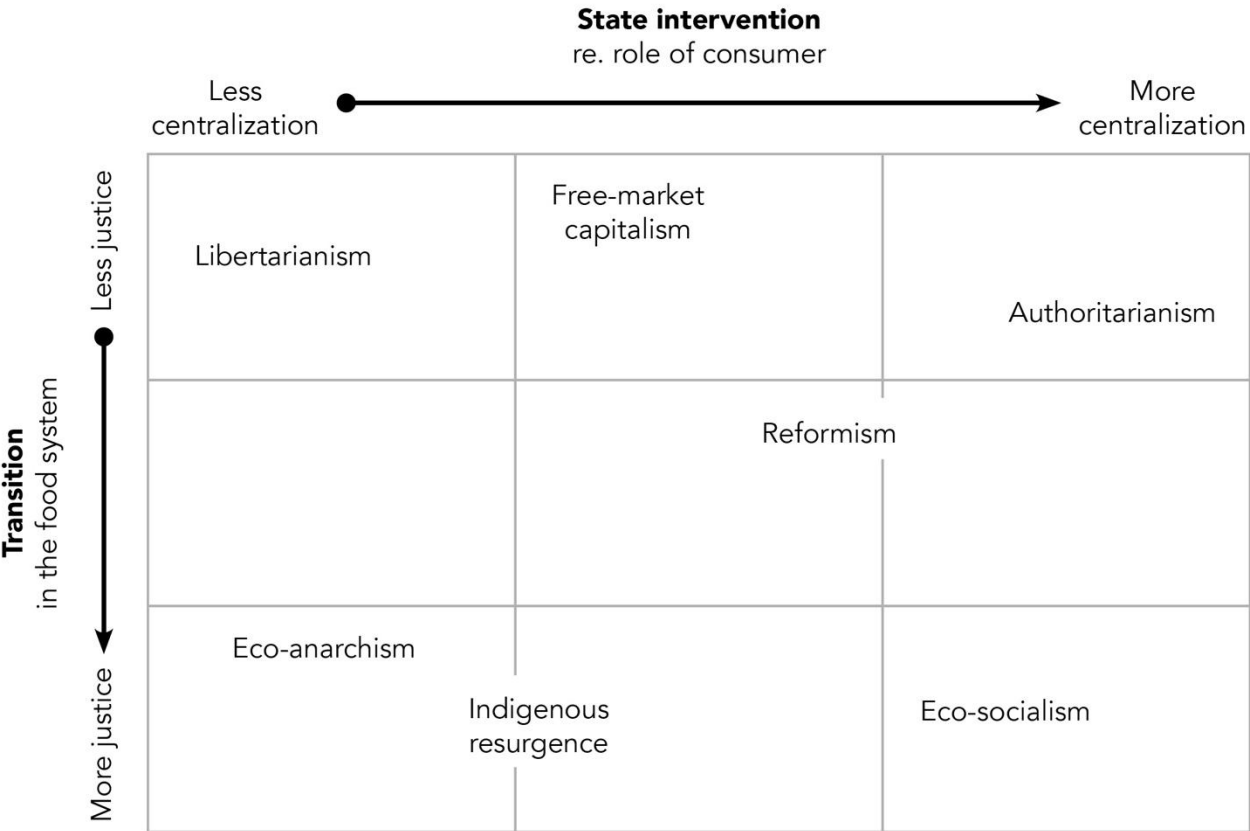 State intervention
re. role of consumer
Less
centralization
More
centralization
Less justice
Transition
in the food system
More justice
Free-market
capitalism
Libertarianism
Authoritarianism
Reformism
Eco-anarchism
Indigenous
resurgence
Eco-socialism